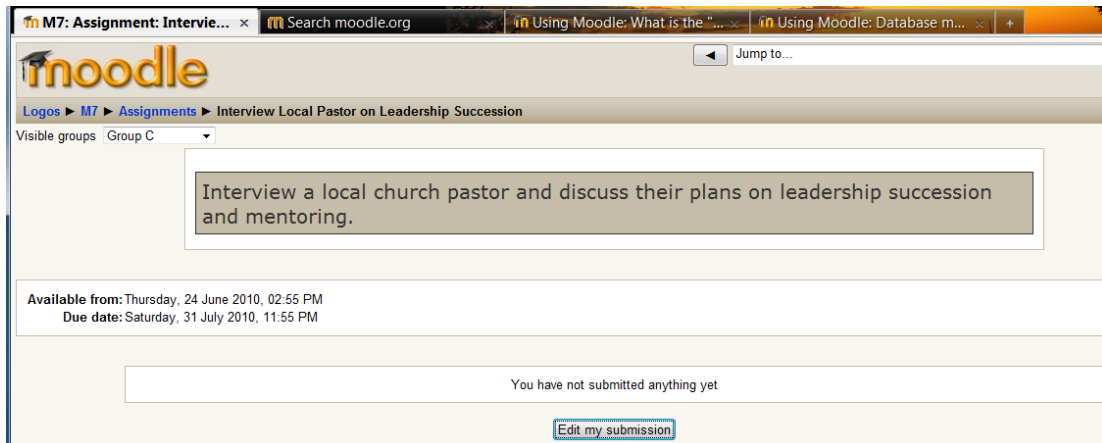 M7: Assignment: Intervie... × Search moodle.org × Using Moodle: What is the "... × Using Moodle: Database m... × +
moodle
◄ Jump to...
Logos ► M7 ► Assignments ► Interview Local Pastor on Leadership Succession
Visible groups Group C
Interview a local church pastor and discuss their plans on leadership succession
and mentoring.
Available from: Thursday, 24 June 2010, 02:55 PM
Due date: Saturday, 31 July 2010, 11:55 PM
You have not submitted anything yet
Edit my submission